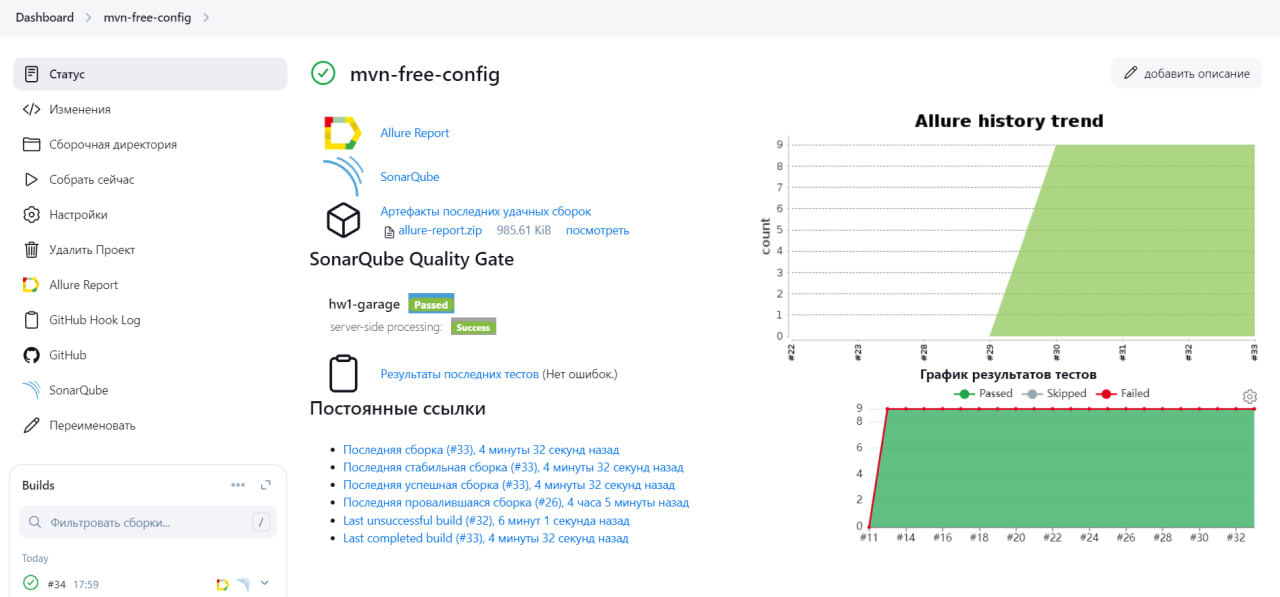 Dashboard > mvn-free-config >
Статус
Изменения
Сборочная директория
Собрать сейчас
Настройки
Удалить Проект
Allure Report
GitHub Hook Log
GitHub
SonarQube
Переименовать
Builds
Фильтровать сборки... /
Today
#34 17:59
mvn-free-config
добавить описание
Allure Report
SonarQube
Артефакты последних удачных сборок
allure-report.zip 985.61 KiB посмотреть
SonarQube Quality Gate
hw1-garage Passed
server-side processing: Success
Результаты последних тестов (Нет ошибок.)
Постоянные ссылки
Последняя сборка (#33), 4 минуты 32 секунд назад
Последняя стабильная сборка (#33), 4 минуты 32 секунд назад
Последняя успешная сборка (#33), 4 минуты 32 секунд назад
Последняя провалившаяся сборка (#26), 4 часа 5 минуты назад
Last unsuccessful build (#32), 6 минут 1 секунда назад
Last completed build (#33), 4 минуты 32 секунд назад
Allure history trend
count
9
8
7
6
5
4
3
2
1
0
#22 #23 #28 #29 #30 #31 #32 #33
График результатов тестов
Passed Skipped Failed
9
8
6
4
2
0
#11 #14 #16 #18 #20 #22 #24 #26 #28 #30 #32